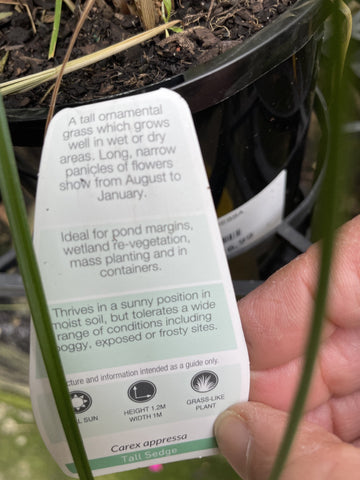 A tall ornamental
grass which grows
well in wet or dry
areas. Long, narrow
panicles of flowers
show from August to
January.
Ideal for pond margins,
wetland re-vegetation,
mass planting and in
containers.
Thrives in a sunny position in
moist soil, but tolerates a wide
range of conditions including
boggy, exposed or frosty sites.
and information intended as a guide only.
SUN
HEIGHT 1.2M
WIDTH 1M
GRASS-LIKE
PLANT
Carex appressa
Tall Sedge